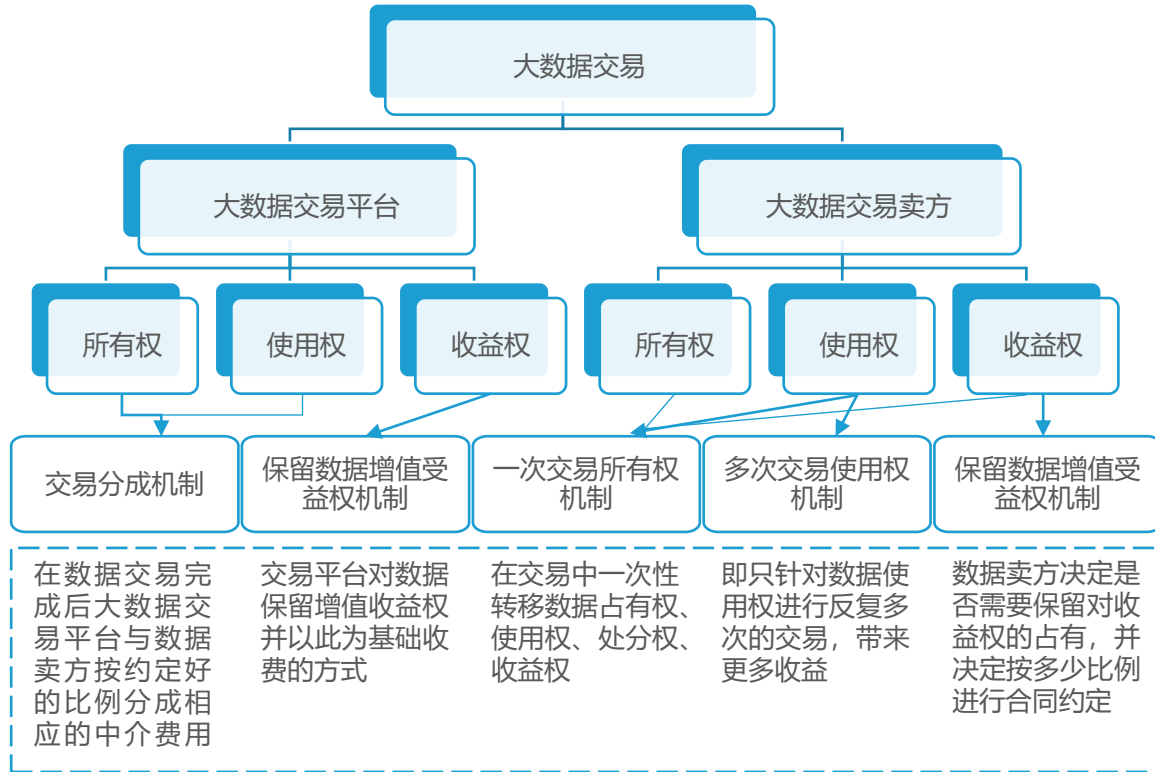 大数据交易
大数据交易平台
大数据交易卖方
所有权
使用权
收益权
所有权
使用权
收益权
交易分成机制
保留数据增值受
益权机制
一次交易所有权
机制
多次交易使用权
机制
保留数据增值受
益权机制
在数据交易完
成后大数据交
易平台与数据
卖方按约定好
的比例分成相
应的中介费用
交易平台对数据
保留增值收益权
并以此为基础收
费的方式
在交易中一次性
转移数据占有权、
使用权、处分权、
收益权
即只针对数据使
用权进行反复多
次的交易，带来
更多收益
数据卖方决定是
否需要保留对收
益权的占有，并
决定按多少比例
进行合同约定